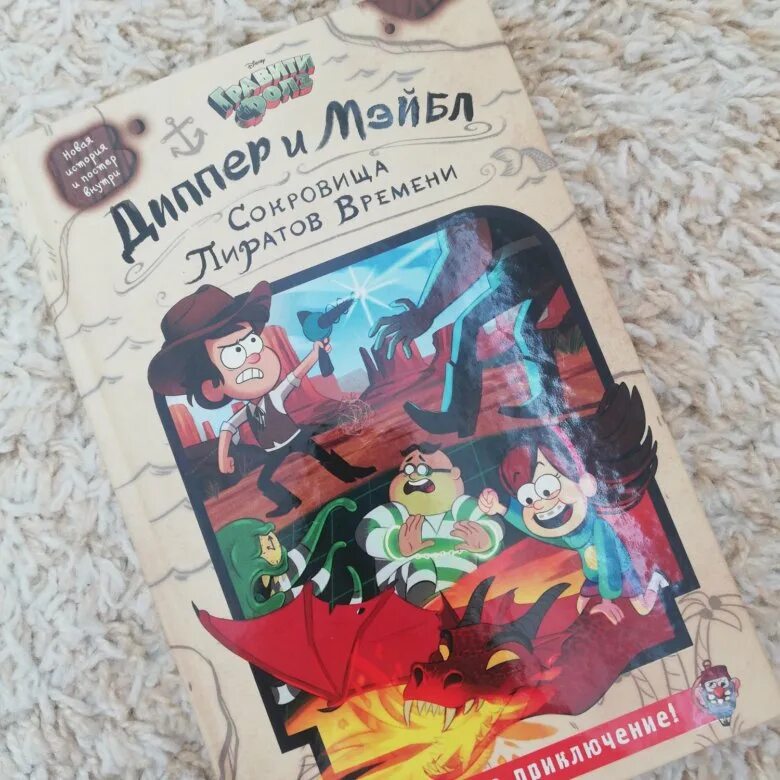 Disney
ГРАВИТИ
ФОЛЗ
Новая
история
и постер
внутри
Диппер и Мэйбл
Сокровища
Пиратов Времени
приключение!